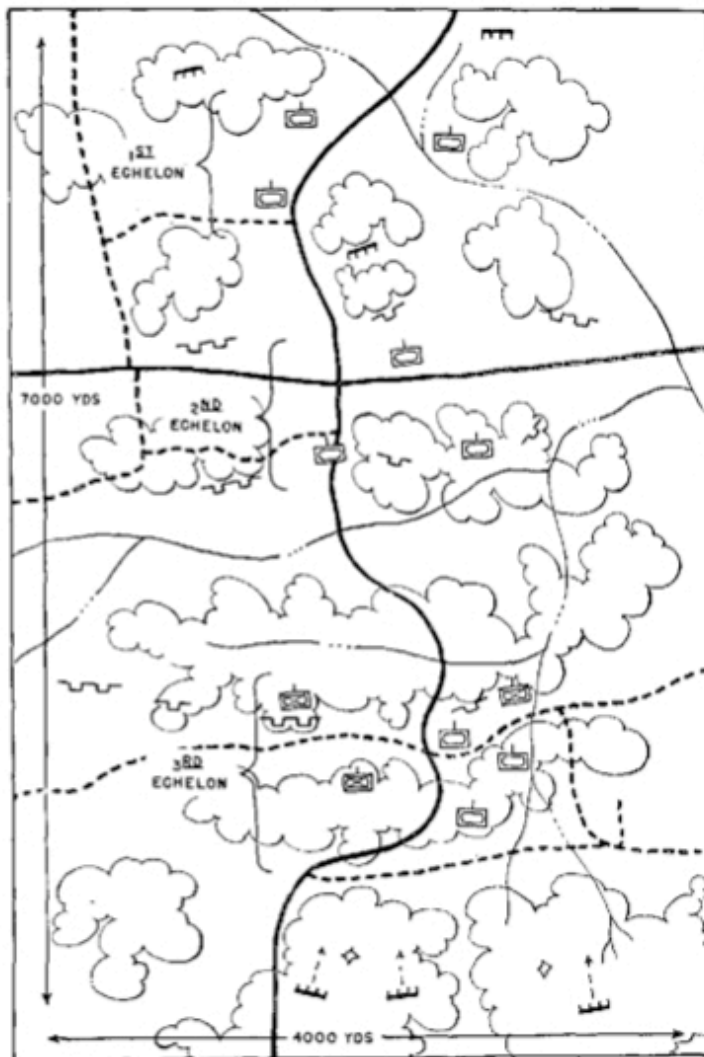 1ST
ECHELON
7000 YDS
2ND
ECHELON
3RD
ECHELON
4000 YDS